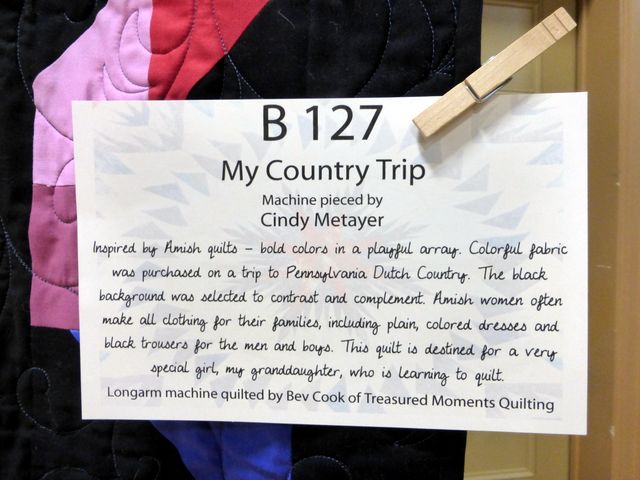 B 127
My Country Trip
Machine pieced by
Cindy Metayer
Inspired by Amish quilts – bold colors in a playful array. Colorful fabric
was purchased on a trip to Pennsylvania Dutch Country. The black
background was selected to contrast and complement. Amish women often
make all clothing for their families, including plain, colored dresses and
black trousers for the men and boys. This quilt is destined for a very
special girl, my granddaughter, who is learning to quilt.
Longarm machine quilted by Bev Cook of Treasured Moments Quilting